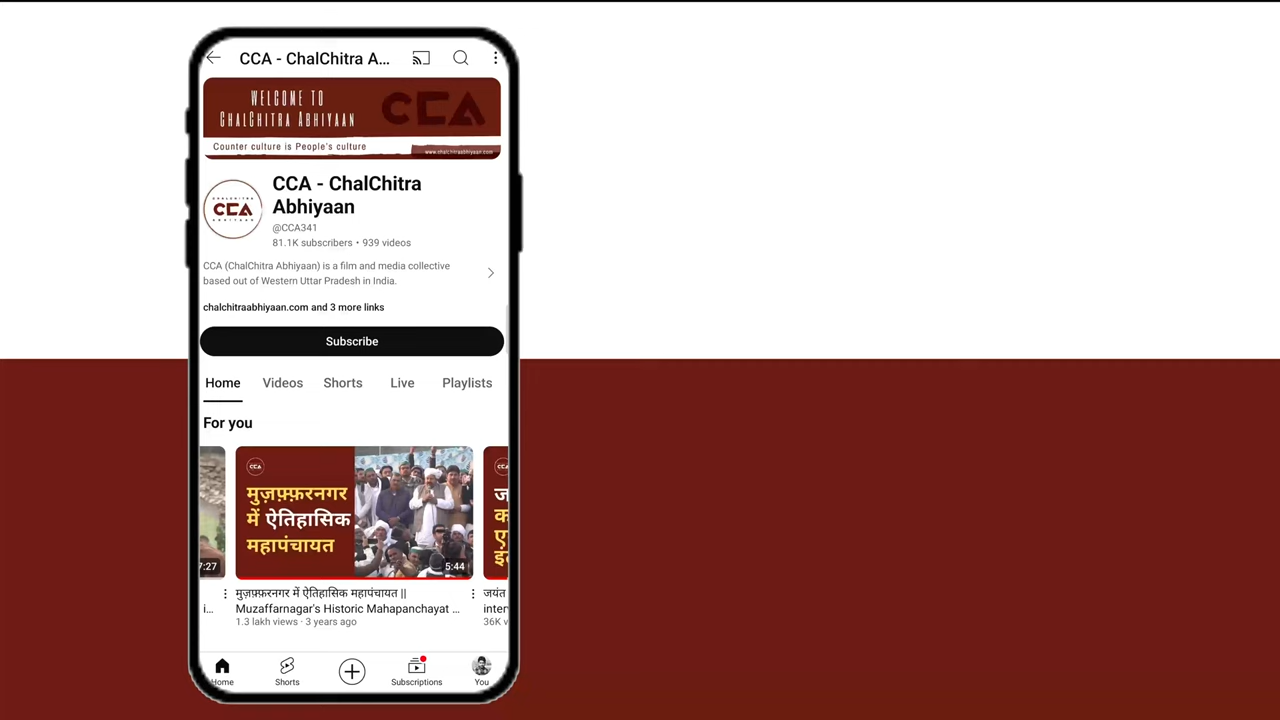 CCA - ChalChitra A...
WELCOME TO
CHALCHITRA ABHIYAAN
CCA
Counter culture is People's culture
www.chalchitraabhiyaan.com
CHALCHITRA
CCA
ABHIYAAN
CCA - ChalChitra
Abhiyaan
@CCA341
81.1K subscribers • 939 videos
CCA (ChalChitra Abhiyaan) is a film and media collective
based out of Western Uttar Pradesh in India.
chalchitraabhiyaan.com and 3 more links
Subscribe
Home Videos Shorts Live Playlists
For you
7:27
CCA
मुज़फ़्फ़रनगर
में ऐतिहासिक
महापंचायत
5:44
मुज़फ़्फ़रनगर में ऐतिहासिक महापंचायत ||
Muzaffarnagar's Historic Mahapanchayat ...
1.3 lakh views · 3 years ago
i...
जयंत
36K
Home Shorts Subscriptions You